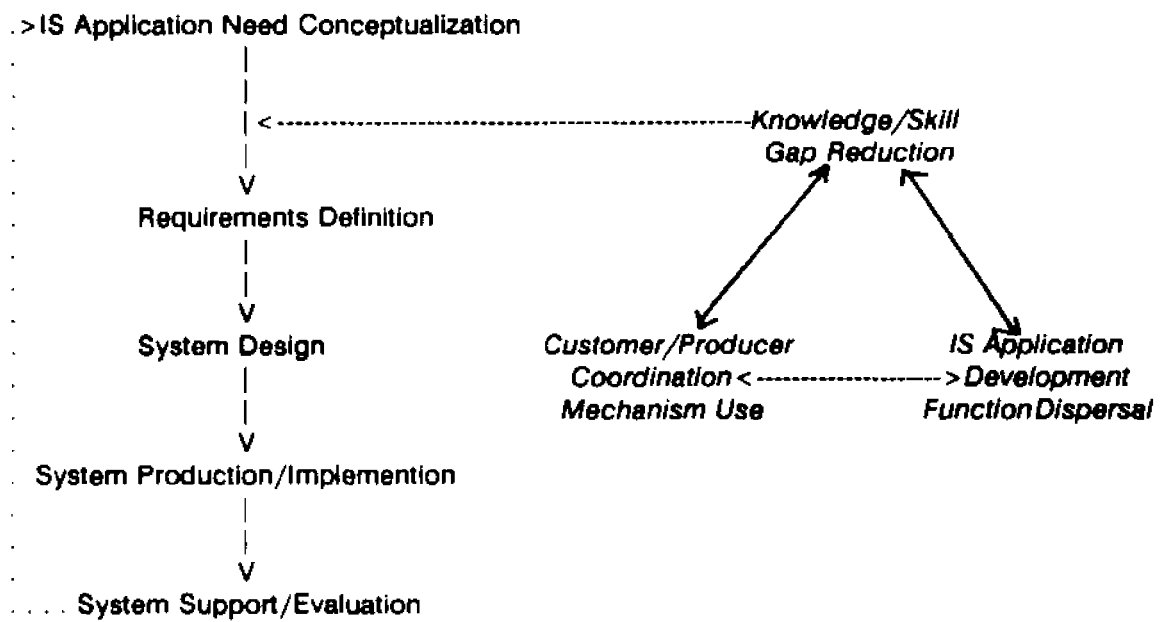 IS Application Need Conceptualization
Knowledge/Skill
Gap Reduction
Requirements Definition
System Design
Customer/Producer
Coordination
Mechanism Use
IS Application
Development
Function Dispersal
System Production/Implemention
System Support/Evaluation